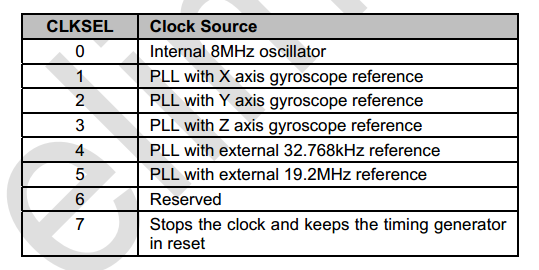 CLKSEL Clock Source
0 Internal 8MHz oscillator
1 PLL with X axis gyroscope reference
2 PLL with Y axis gyroscope reference
3 PLL with Z axis gyroscope reference
4 PLL with external 32.768kHz reference
5 PLL with external 19.2MHz reference
6 Reserved
7 Stops the clock and keeps the timing generator
in reset